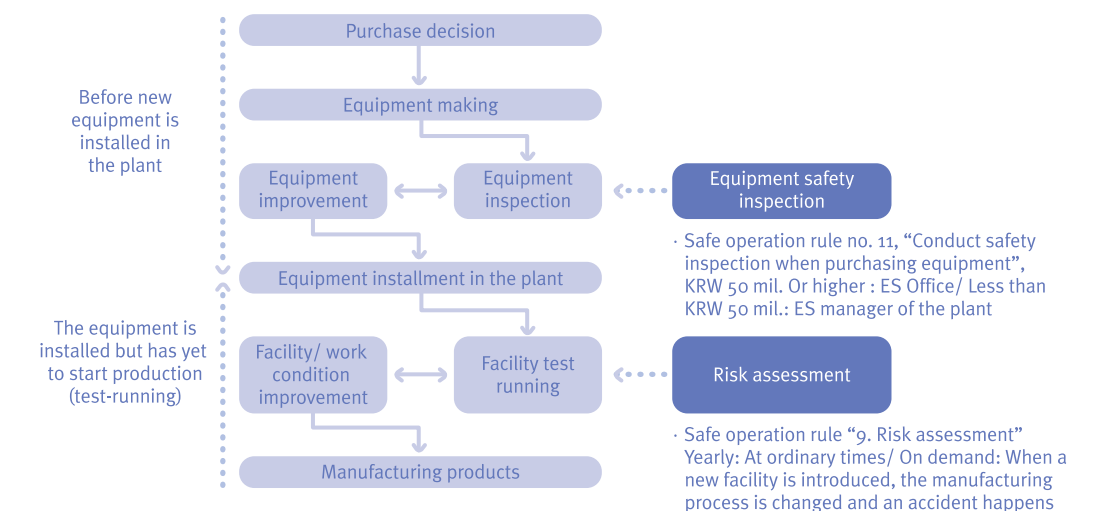 Purchase decision
Before new
equipment is
installed in
the plant
Equipment making
Equipment
improvement
Equipment
inspection
Equipment safety
inspection
· Safe operation rule no. 11, “Conduct safety
inspection when purchasing equipment”,
KRW 50 mil. Or higher : ES Office/ Less than
KRW 50 mil.: ES manager of the plant
Equipment installment in the plant
The equipment is
installed but has yet
to start production
(test-running)
Facility/ work
condition
improvement
Facility test
running
Risk assessment
· Safe operation rule “9. Risk assessment”
Yearly: At ordinary times/ On demand: When a
new facility is introduced, the manufacturing
process is changed and an accident happens
Manufacturing products